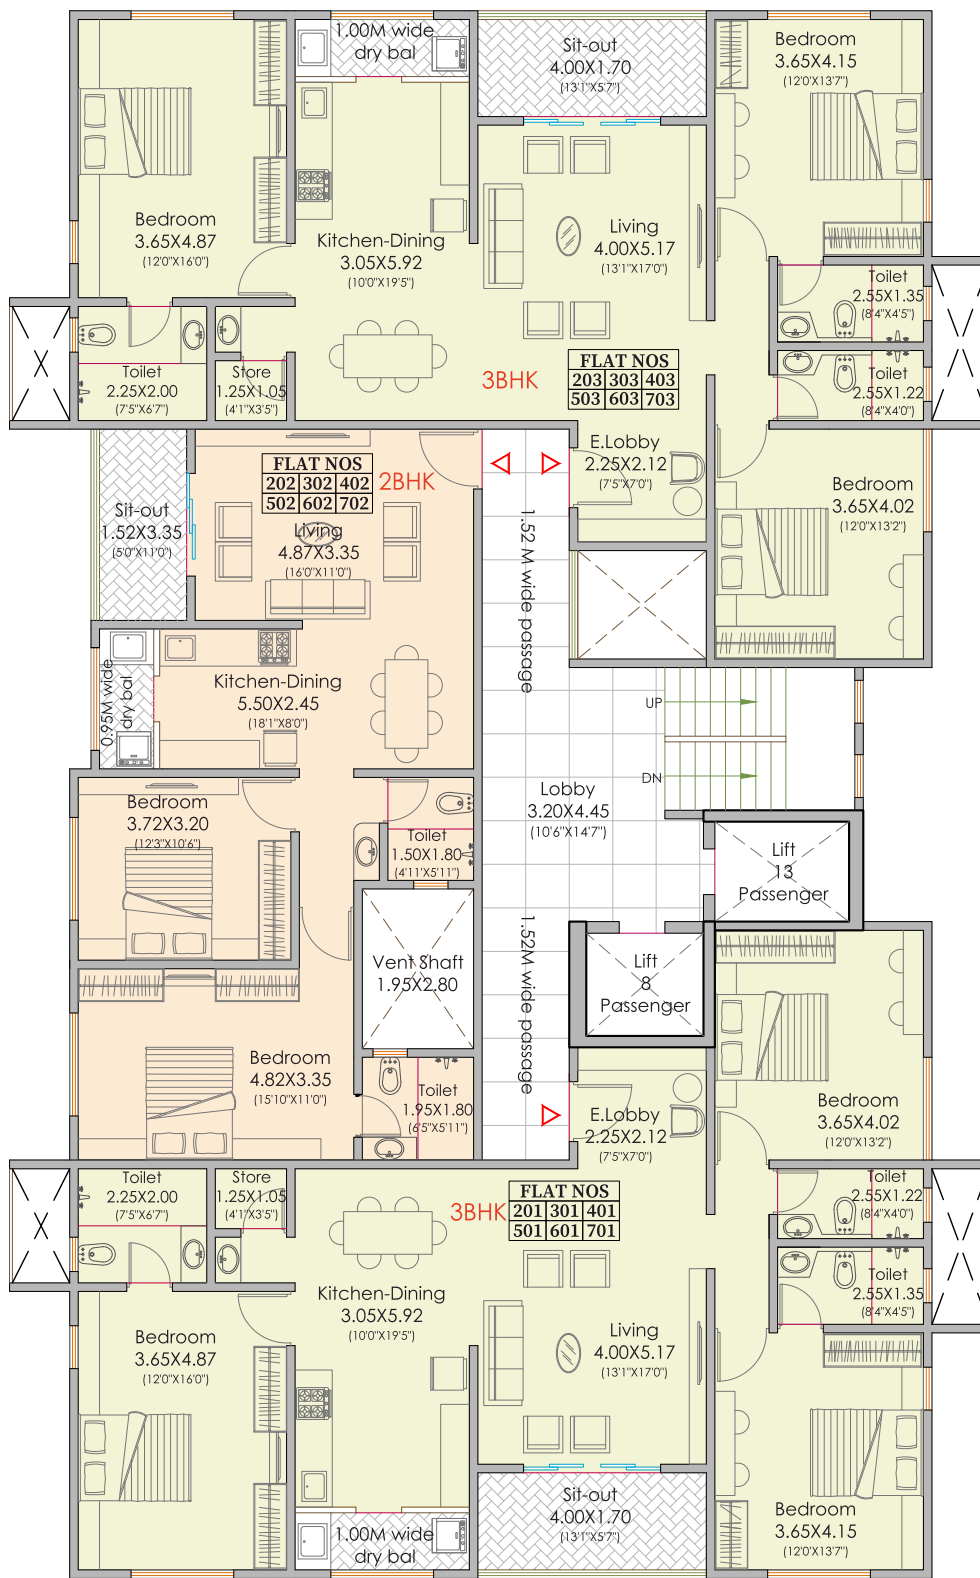 1.00M wide
dry bal
Sit-out
4.00X1.70
(13'1"X5'7")
Bedroom
3.65X4.15
(12'0"X13'7")
Bedroom
3.65X4.87
(12'0"X16'0")
Kitchen-Dining
3.05X5.92
(10'0"X19'5")
Living
4.00X5.17
(13'1"X17'0")
Toilet
2.55X1.35
(8'4"X4'5")
Toilet
2.25X2.00
(7'5"X6'7")
Store
1.25X1.05
(4'1"X3'5")
3BHK
FLAT NOS
203 303 403
503 603 703
Toilet
2.55X1.22
(8'4"X4'0")
E.Lobby
2.25X2.12
(7'5"X7'0")
Bedroom
3.65X4.02
(12'0"X13'2")
FLAT NOS
202 302 402
502 602 702
2BHK
Sit-out
1.52X3.35
(5'0"X11'0")
Living
4.87X3.35
(16'0"X11'0")
1.52 M wide passage
0.95M wide
dry bal
Kitchen-Dining
5.50X2.45
(18'1"X8'0")
UP
DN
Lobby
3.20X4.45
(10'6"X14'7")
Bedroom
3.72X3.20
(12'3"X10'6")
Toilet
1.50X1.80
(4'11'X5'11")
Lift
13
Passenger
Vent Shaft
1.95X2.80
1.52M wide passage
Lift
8
Passenger
Bedroom
4.82X3.35
(15'10"X11'0")
Toilet
1.95X1.80
(6'5"X5'11")
E.Lobby
2.25X2.12
(7'5"X7'0")
Bedroom
3.65X4.02
(12'0"X13'2")
Toilet
2.25X2.00
(7'5"X6'7")
Store
1.25X1.05
(4'1"X3'5")
3BHK
FLAT NOS
201 301 401
501 601 701
Toilet
2.55X1.22
(8'4"X4'0")
Toilet
2.55X1.35
(8'4"X4'5")
Bedroom
3.65X4.87
(12'0"X16'0")
Kitchen-Dining
3.05X5.92
(10'0"X19'5")
Living
4.00X5.17
(13'1"X17'0")
Sit-out
4.00X1.70
(13'1"X5'7")
Bedroom
3.65X4.15
(12'0"X13'7")
1.00M wide
dry bal